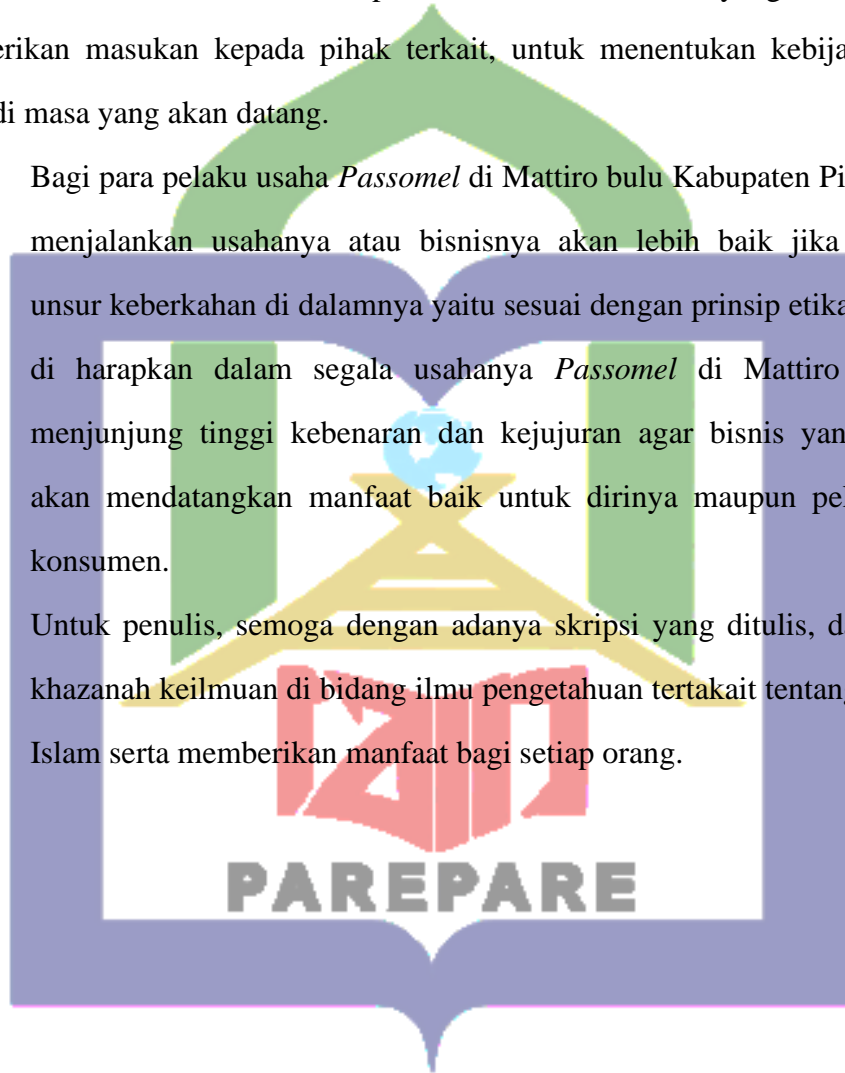 erikan masukan kepada pihak terkait, untuk menentukan kebija
di masa yang akan datang.
Bagi para pelaku usaha Passomel di Mattiro bulu Kabupaten Pi
menjalankan usahanya atau bisnisnya akan lebih baik jika
unsur keberkahan di dalamnya yaitu sesuai dengan prinsip etika
di harapkan dalam segala usahanya Passomel di Mattiro
menjunjung tinggi kebenaran dan kejujuran agar bisnis yan
akan mendatangkan manfaat baik untuk dirinya maupun pel
konsumen.
Untuk penulis, semoga dengan adanya skripsi yang ditulis, d
khazanah keilmuan di bidang ilmu pengetahuan tertakait tentang
Islam serta memberikan manfaat bagi setiap orang.
iain
PAREPARE